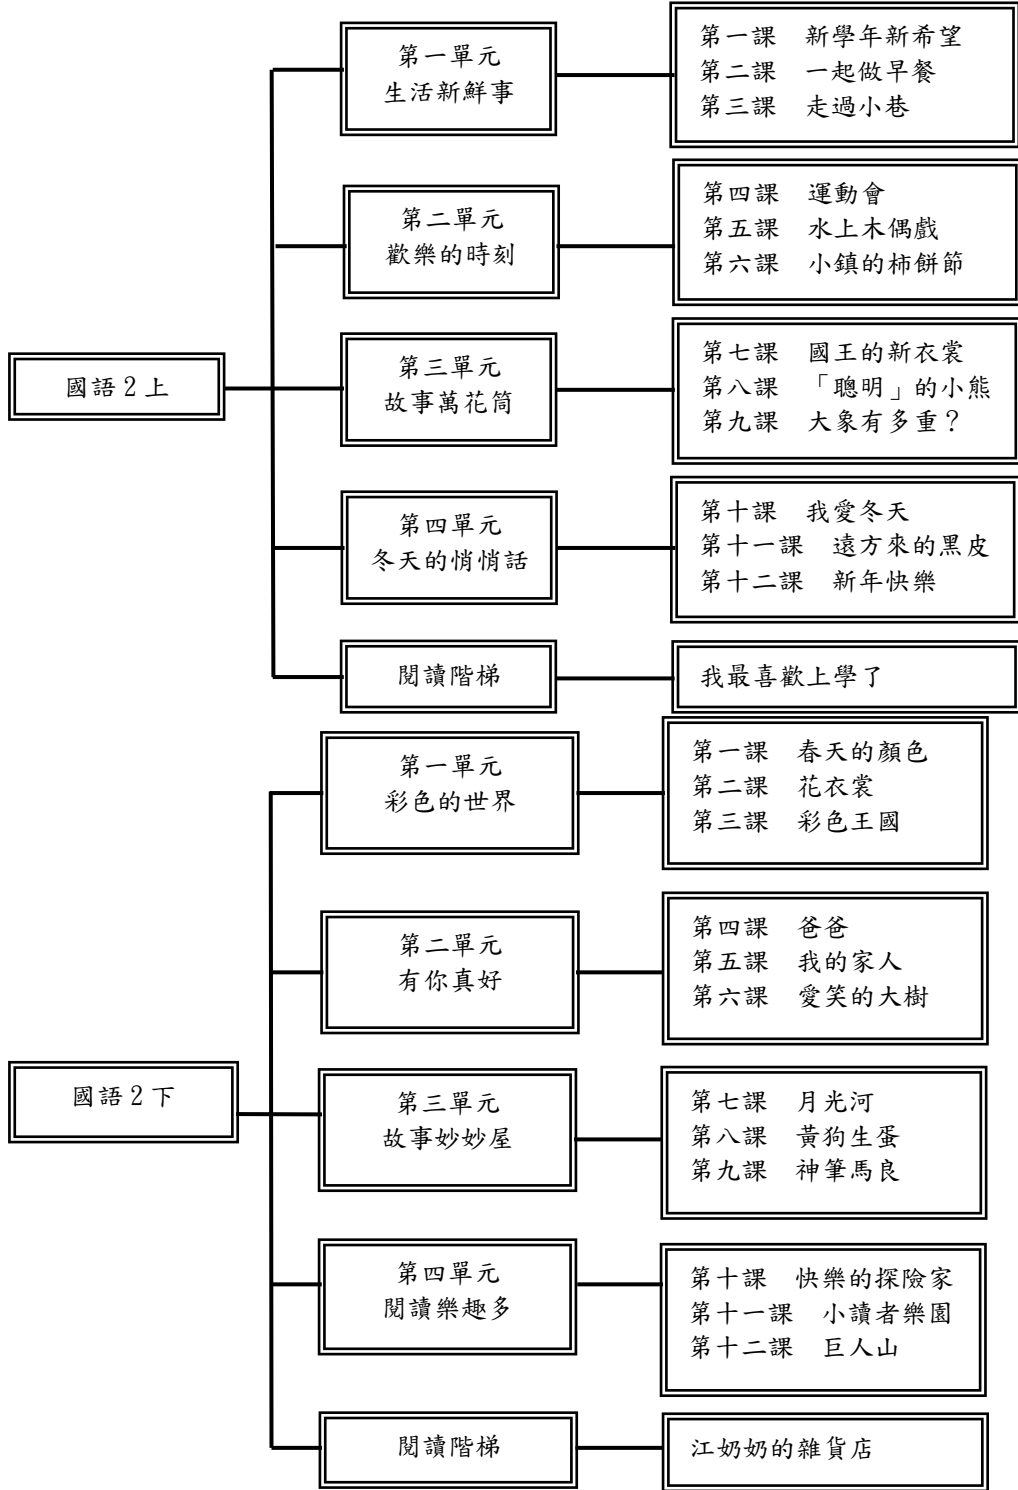 國語2上
第一單元
生活新鮮事
第一課　新學年新希望
第二課　一起做早餐
第三課　走過小巷
第二單元
歡樂的時刻
第四課　運動會
第五課　水上木偶戲
第六課　小鎮的柿餅節
第三單元
故事萬花筒
第七課　國王的新衣裳
第八課　「聰明」的小熊
第九課　大象有多重？
第四單元
冬天的悄悄話
第十課　我愛冬天
第十一課　遠方來的黑皮
第十二課　新年快樂
閱讀階梯
我最喜歡上學了
國語2下
第一單元
彩色的世界
第一課　春天的顏色
第二課　花衣裳
第三課　彩色王國
第二單元
有你真好
第四課　爸爸
第五課　我的家人
第六課　愛笑的大樹
第三單元
故事妙妙屋
第七課　月光河
第八課　黃狗生蛋
第九課　神筆馬良
第四單元
閱讀樂趣多
第十課　快樂的探險家
第十一課　小讀者樂園
第十二課　巨人山
閱讀階梯
江奶奶的雜貨店